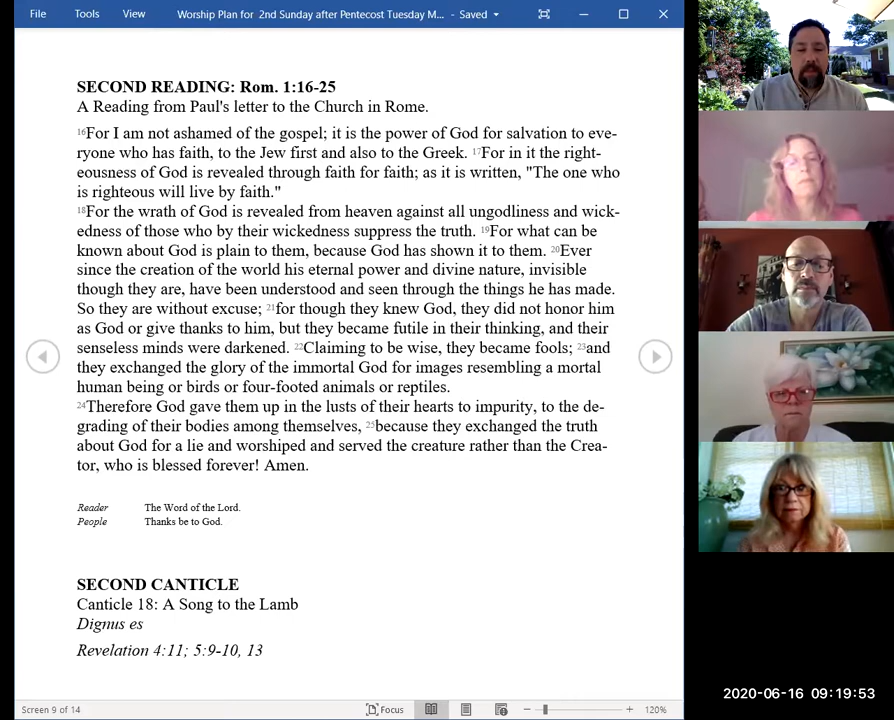 File Tools View Worship Plan for 2nd Sunday after Pentecost Tuesday M... - Saved
SECOND READING: Rom. 1:16-25
A Reading from Paul's letter to the Church in Rome.
16For I am not ashamed of the gospel; it is the power of God for salvation to eve-
ryone who has faith, to the Jew first and also to the Greek. 17For in it the right-
eousness of God is revealed through faith for faith; as it is written, "The one who
is righteous will live by faith."
18For the wrath of God is revealed from heaven against all ungodliness and wick-
edness of those who by their wickedness suppress the truth. 19For what can be
known about God is plain to them, because God has shown it to them. 20Ever
since the creation of the world his eternal power and divine nature, invisible
though they are, have been understood and seen through the things he has made.
So they are without excuse; 21for though they knew God, they did not honor him
as God or give thanks to him, but they became futile in their thinking, and their
senseless minds were darkened. 22Claiming to be wise, they became fools; 23and
they exchanged the glory of the immortal God for images resembling a mortal
human being or birds or four-footed animals or reptiles.
24Therefore God gave them up in the lusts of their hearts to impurity, to the de-
grading of their bodies among themselves, 25because they exchanged the truth
about God for a lie and worshiped and served the creature rather than the Crea-
tor, who is blessed forever! Amen.
Reader The Word of the Lord.
People Thanks be to God.
SECOND CANTICLE
Canticle 18: A Song to the Lamb
Dignus es
Revelation 4:11; 5:9-10, 13
2020-06-16 09:19:53
Screen 9 of 14 Focus 120%